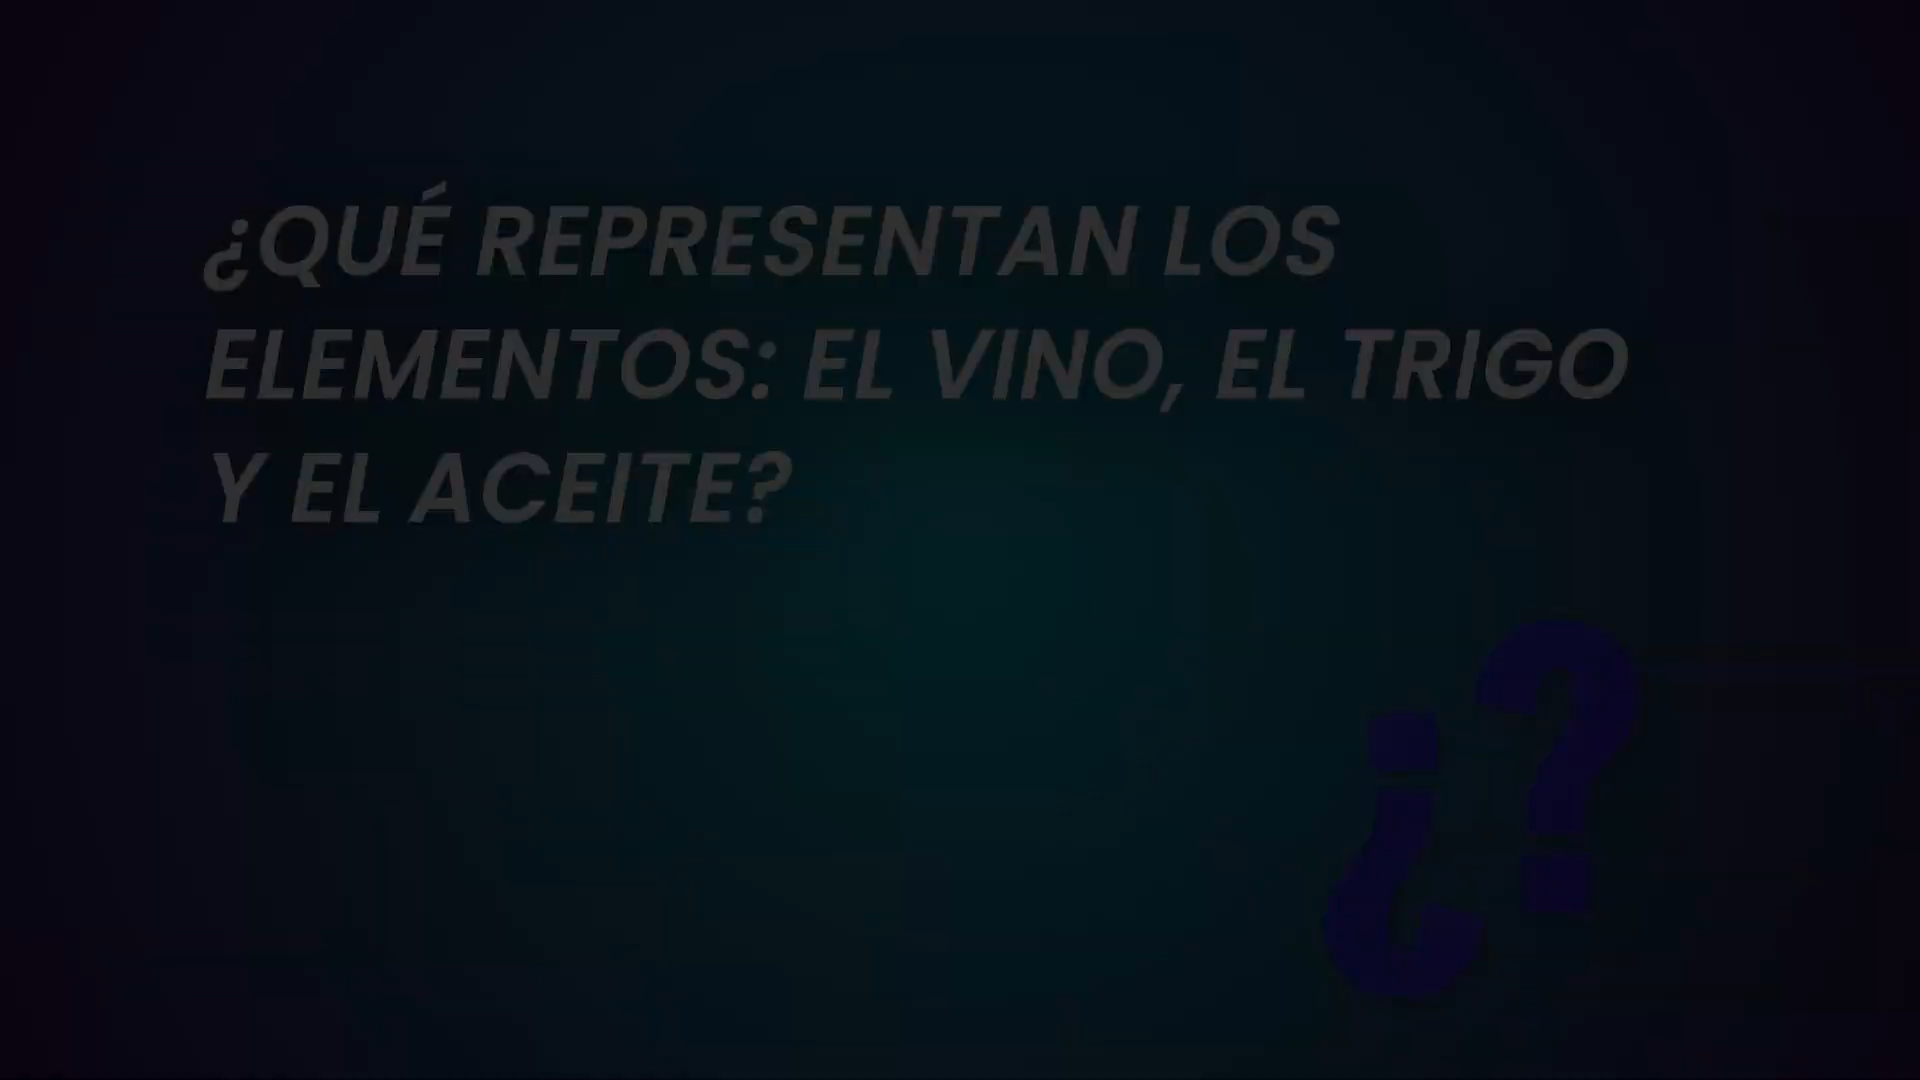 ¿QUÉ REPRESENTAN LOS
ELEMENTOS: EL VINO, EL TRIGO
Y EL ACEITE?
¿?